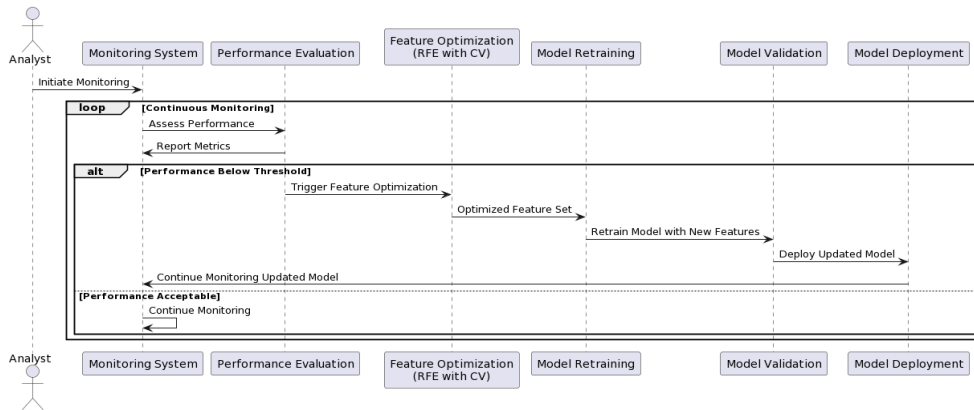 Analyst
Monitoring System
Performance Evaluation
Feature Optimization
(RFE with CV)
Model Retraining
Model Validation
Model Deployment
Initiate Monitoring
loop [Continuous Monitoring]
Assess Performance
Report Metrics
alt [Performance Below Threshold]
Trigger Feature Optimization
Optimized Feature Set
Retrain Model with New Features
Deploy Updated Model
Continue Monitoring Updated Model
[Performance Acceptable]
Continue Monitoring
Analyst
Monitoring System
Performance Evaluation
Feature Optimization
(RFE with CV)
Model Retraining
Model Validation
Model Deployment